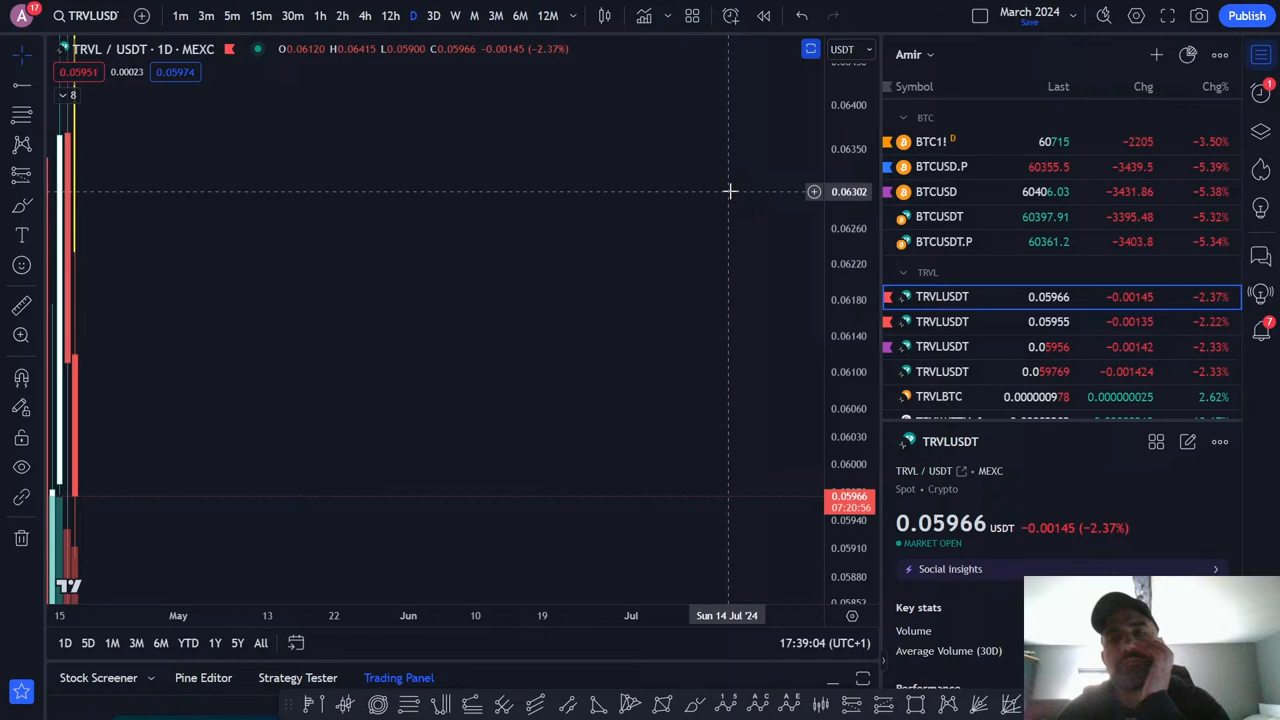 A 17 TRVLUSD 1m 3m 5m 15m 30m 1h 2h 4h 12h D 3D W M 3M 6M 12M March 2024 Save Publish
TRVL / USDT · 1D · MEXC O0.06120 H0.06415 L0.05900 C0.05966 −0.00145 (−2.37%) USDT
0.05951 0.00023 0.05974
8
0.06400
0.06350
0.06302
0.06260
0.06220
0.06180
0.06140
0.06100
0.06060
0.06030
0.06000
0.05966
07:20:56
0.05940
0.05910
0.05880
0.05852
15 May 13 22 Jun 10 19 Jul Sun 14 Jul '24
1D 5D 1M 3M 6M YTD 1Y 5Y All 17:39:04 (UTC+1)
Stock Screener Pine Editor Strategy Tester Trading Panel
Amir
Symbol Last Chg Chg%
BTC
BTC1! D 60715 −2205 −3.50%
BTCUSD.P 60355.5 −3439.5 −5.39%
BTCUSD 60406.03 −3431.86 −5.38%
BTCUSDT 60397.91 −3395.48 −5.32%
BTCUSDT.P 60361.2 −3403.8 −5.34%
TRVL
TRVLUSDT 0.05966 −0.00145 −2.37%
TRVLUSDT 0.05955 −0.00135 −2.22%
TRVLUSDT 0.05956 −0.00142 −2.33%
TRVLUSDT 0.059769 −0.001424 −2.33%
TRVLBTC 0.0000000978 0.000000025 2.62%
TRVLUSDT
TRVL / USDT · MEXC
Spot · Crypto
0.05966 USDT −0.00145 (−2.37%)
MARKET OPEN
Social insights
Key stats
Volume
Average Volume (30D)
1
7